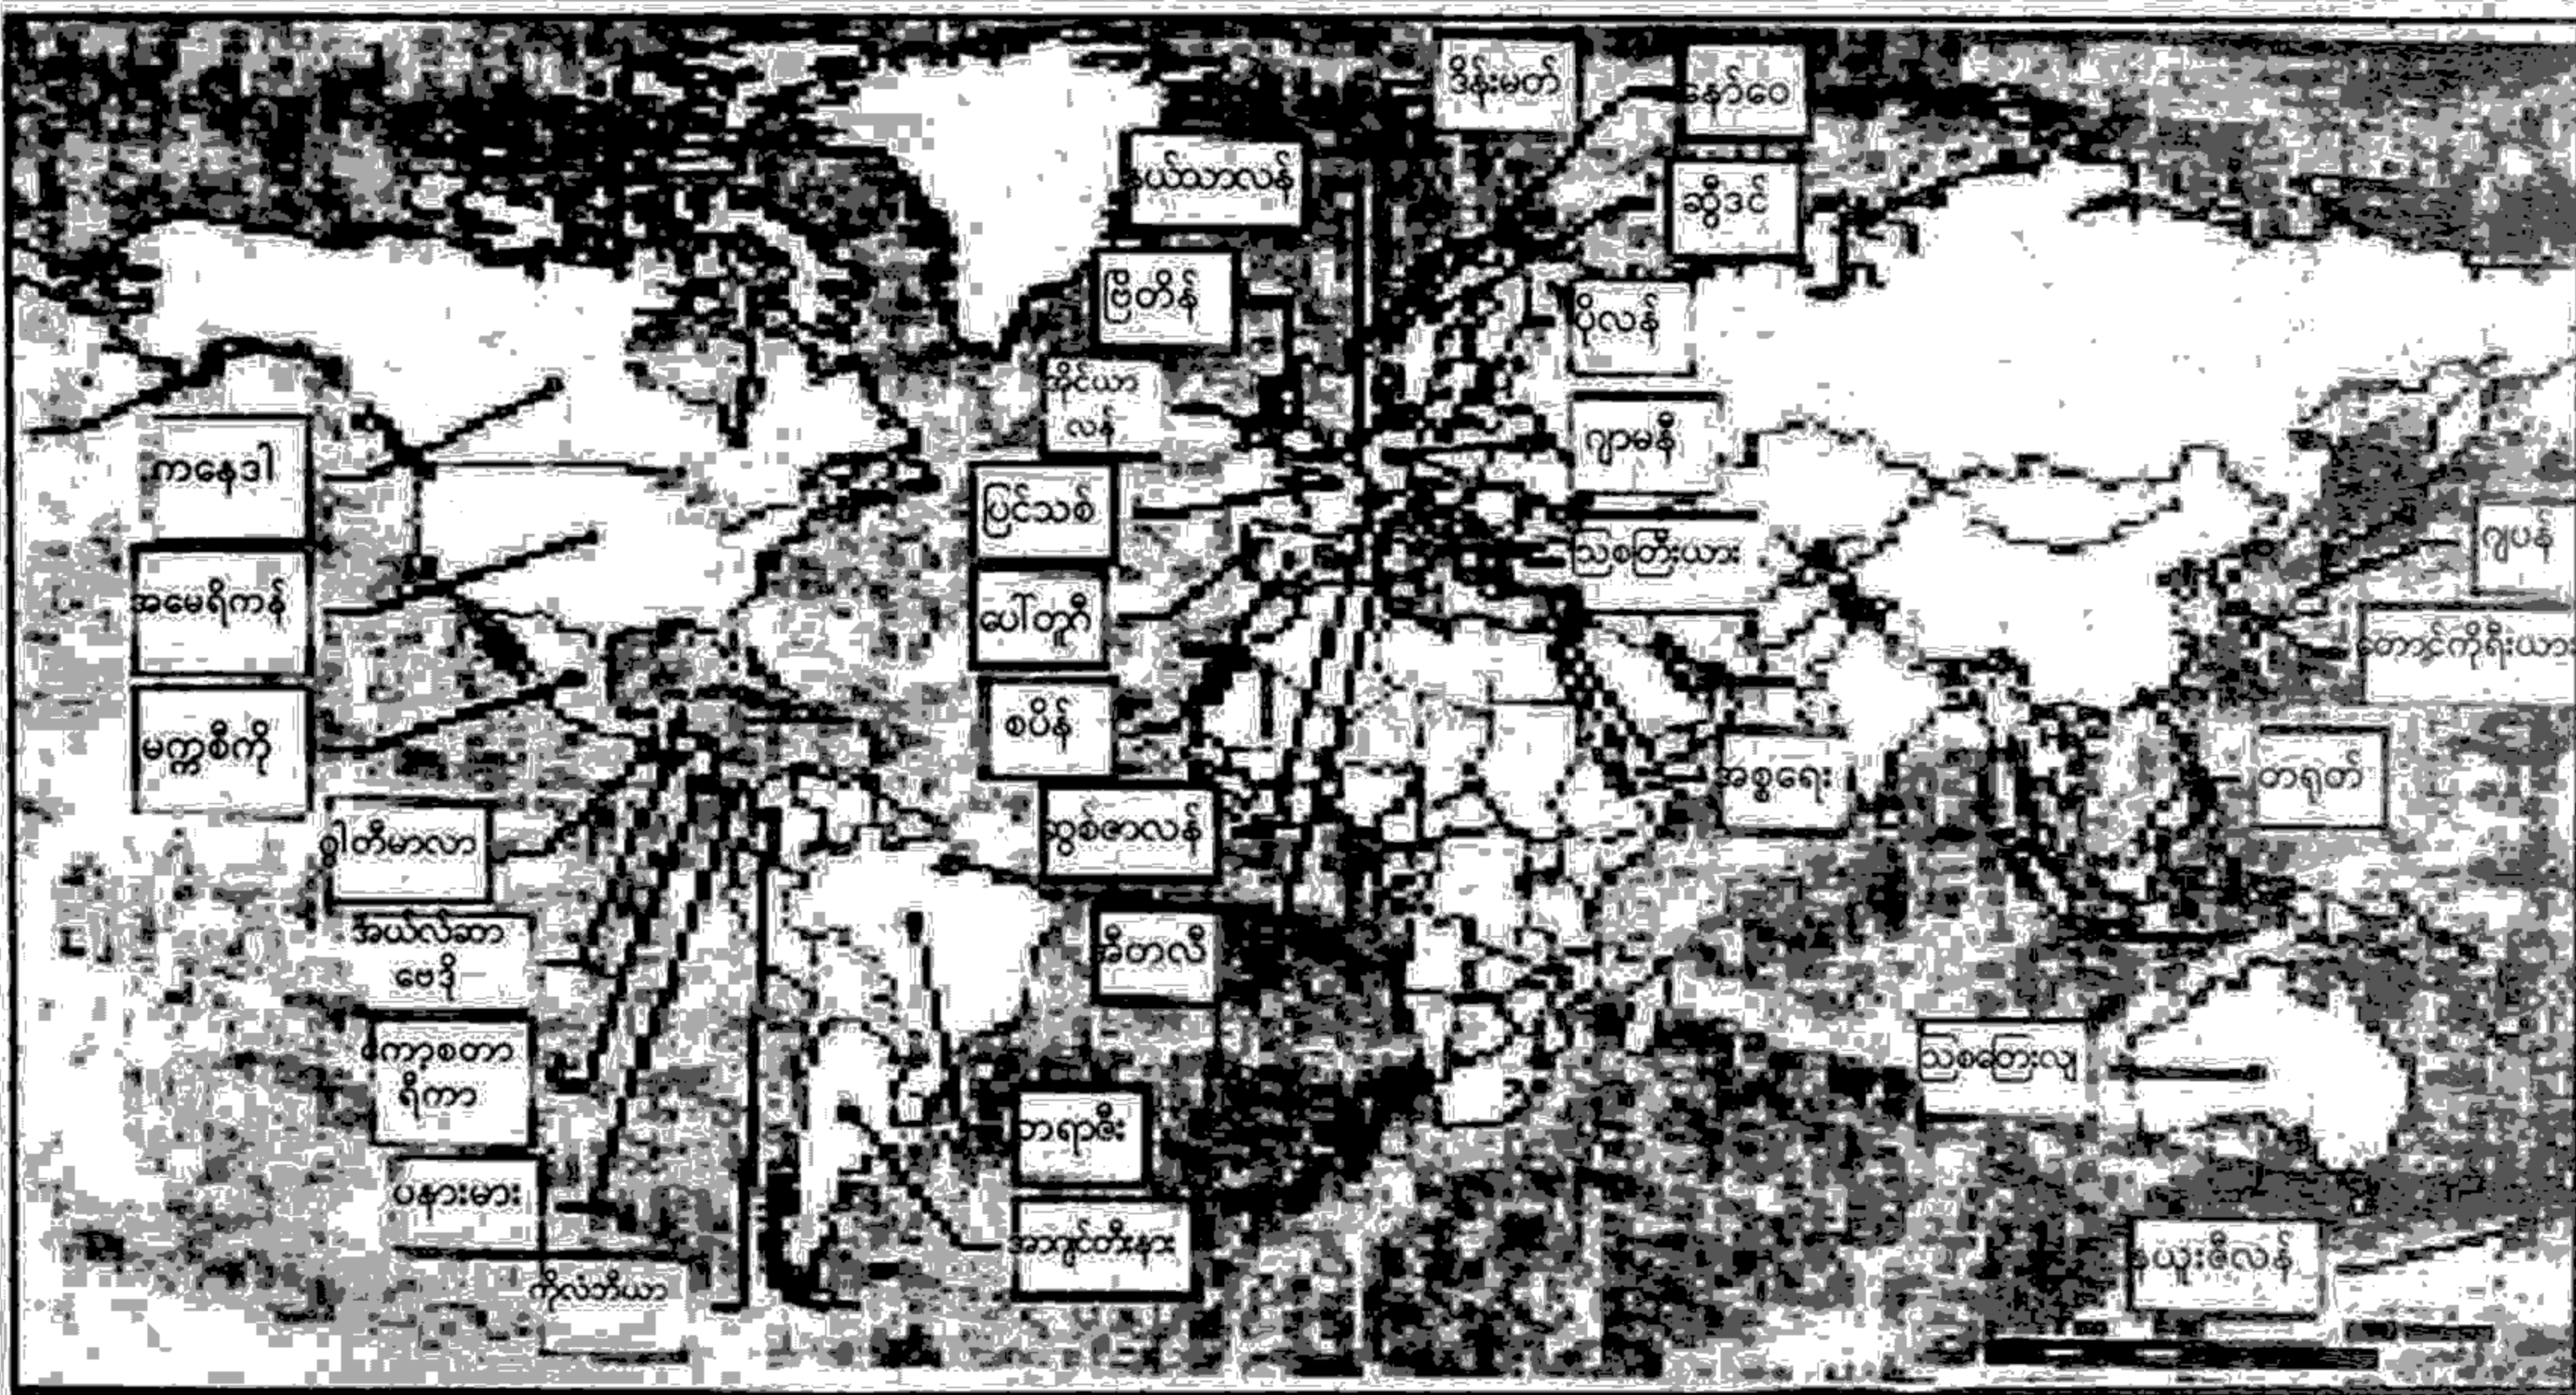 ဒိန်းမတ်
နော်ဝေ
နယ်သာလန်
ဆွီဒင်
ဗြိတိန်
ပိုလန်
အိုင်ယာ
လန်
ဂျာမနီ
ကနေဒါ
ပြင်သစ်
ဩစတြီးယား
ဂျပန်
အမေရိကန်
ပေါ်တူဂီ
တောင်ကိုရီးယား
မက္ကစီကို
စပိန်
အစ္စရေး
တရုတ်
ဂွါတီမာလာ
ဆွစ်ဇာလန်
အယ်လ်ဆာ
ဗေဒို
အီတလီ
ကော့စတာ
ရီကာ
ဩစတြေးလျ
ဘရာဇီး
ပနားမား
အာဂျင်တီးနား
နယူးဇီလန်
ကိုလံဘီယာ